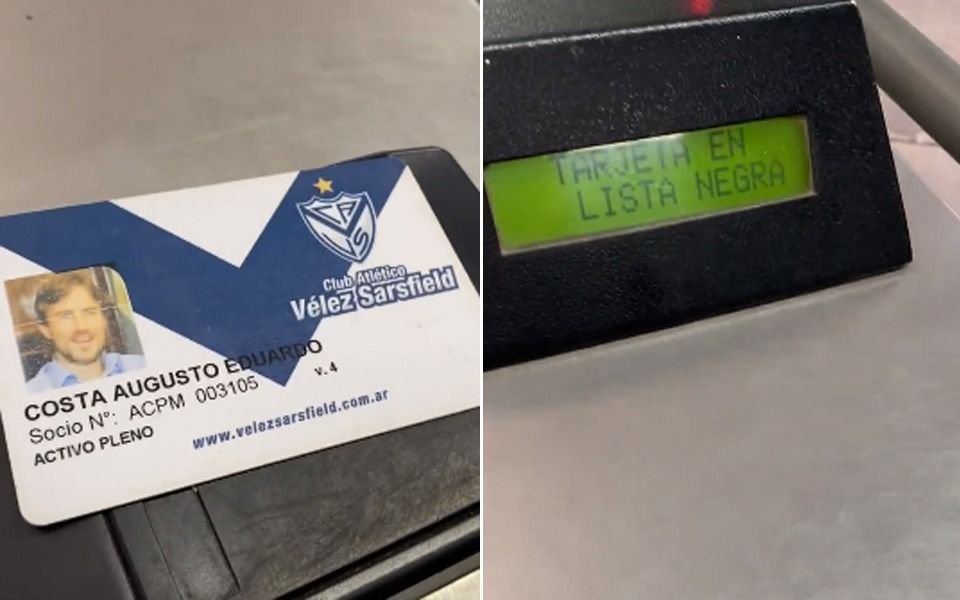 CAVS
Club Atlético
Vélez Sarsfield
COSTA AUGUSTO EDUARDO
Socio N°: ACPM 003105 v.4
ACTIVO PLENO
www.velezsarsfield.com.ar
TARJETA EN
LISTA NEGRA